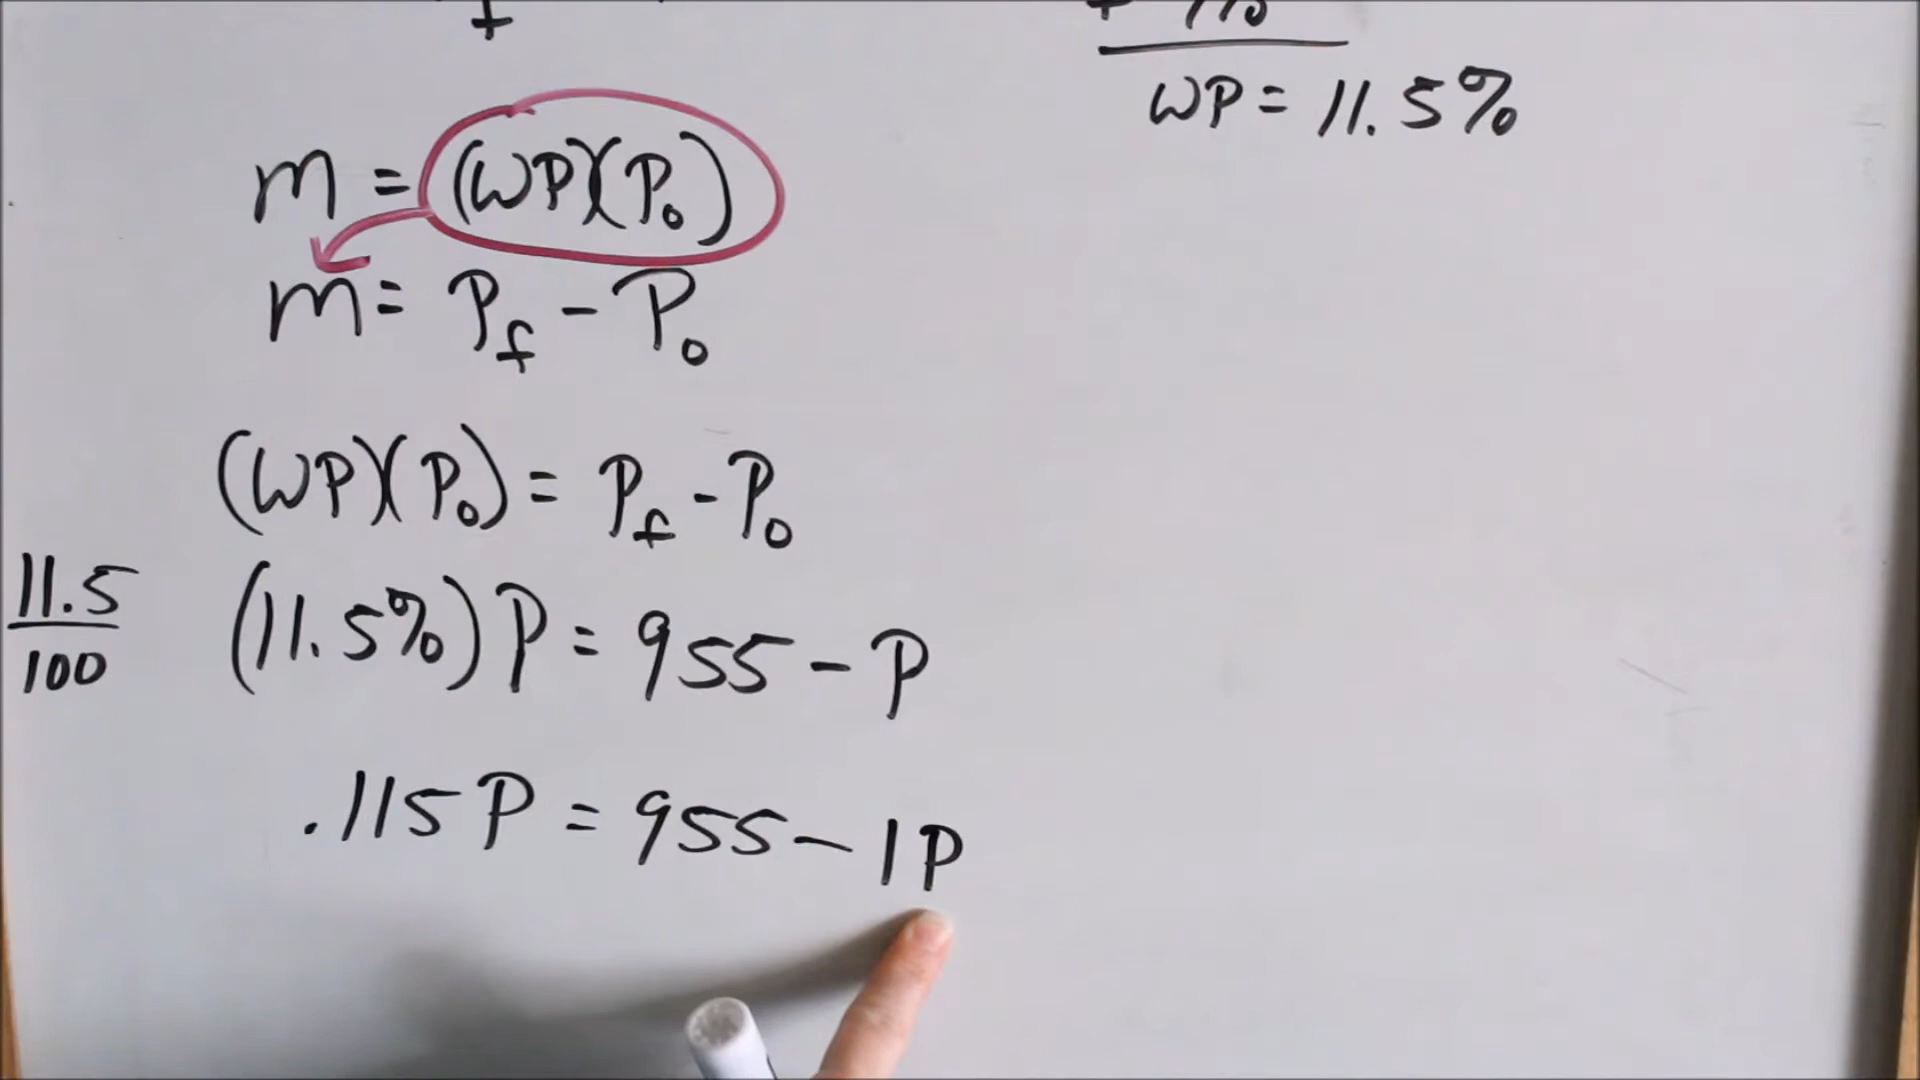 m = (WP)(P₀)
WP = 11.5%
m = P_f - P₀
(WP)(P₀) = P_f - P₀
11.5
100
(11.5%) P = 955 - P
.115 P = 955 - 1P